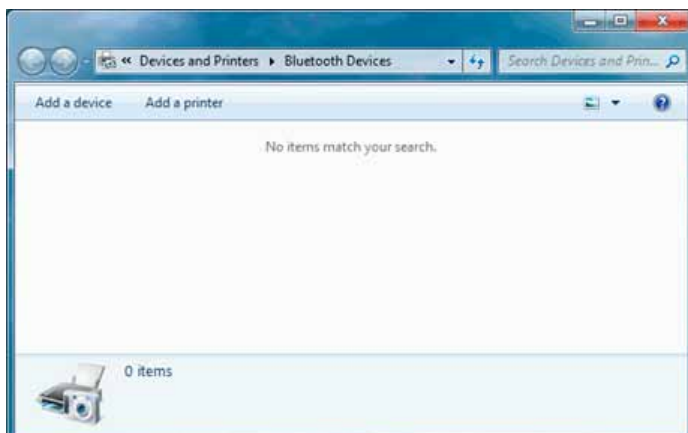 « Devices and Printers ▸ Bluetooth Devices Search Devices and Prin...
Add a device Add a printer
No items match your search.
0 items